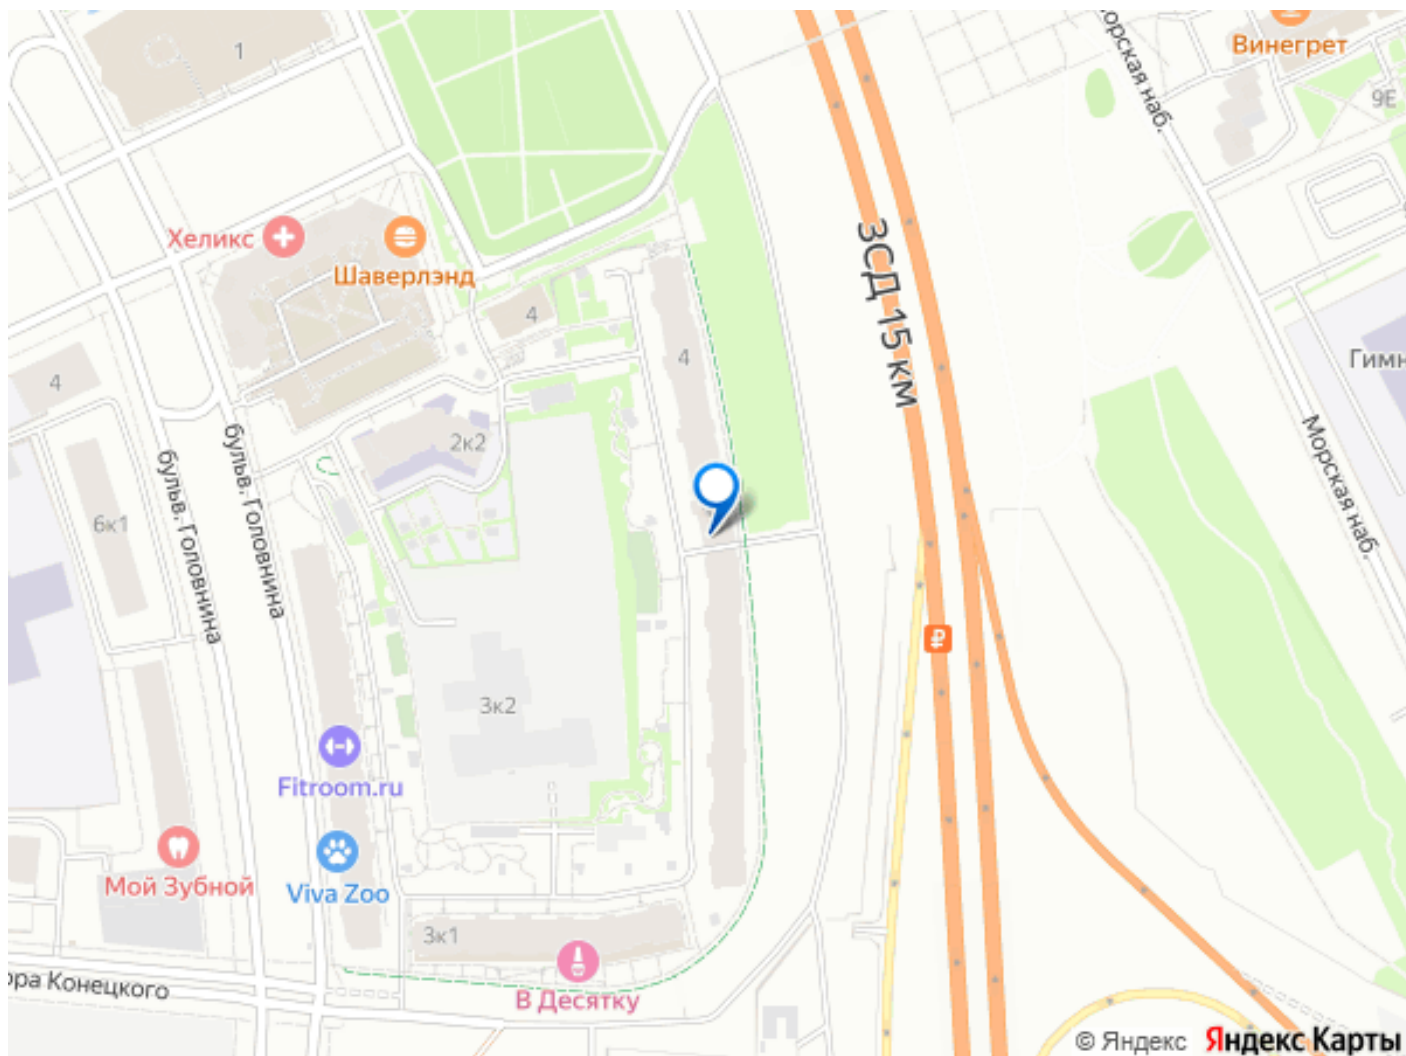 1
орская наб.
Винегрет
9Е
Хеликс
Шаверлэнд
ЗСД 15 км
4
4
4
Гимн
2к2
бульв. Головнина
бульв. Головнина
6к1
Морская наб.
3к2
Fitroom.ru
Мой Зубной
Viva Zoo
3к1
ора Конецкого
В Десятку
© Яндекс Яндекс Карты